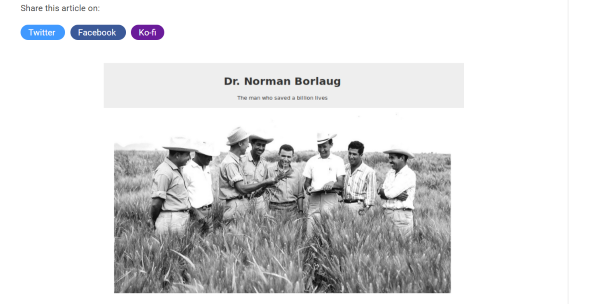 Share this article on:
Twitter Facebook Ko-fi
Dr. Norman Borlaug
The man who saved a billion lives